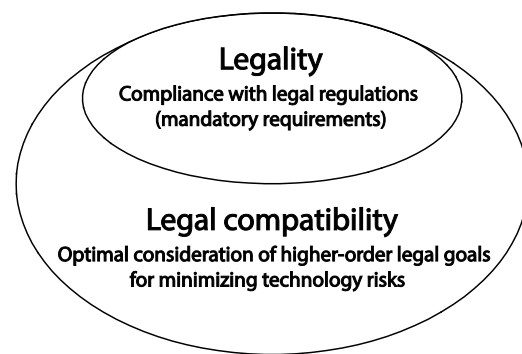 Legality
Compliance with legal regulations
(mandatory requirements)
Legal compatibility
Optimal consideration of higher-order legal goals
for minimizing technology risks